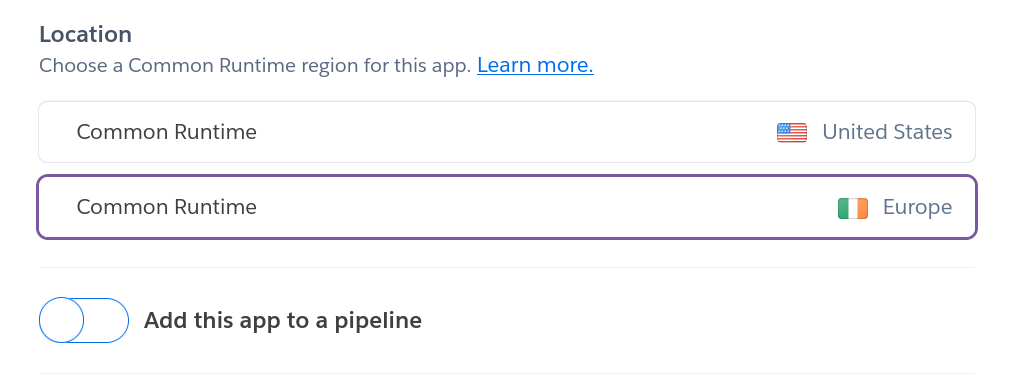 Location
Choose a Common Runtime region for this app. Learn more.
Common Runtime United States
Common Runtime Europe
Add this app to a pipeline